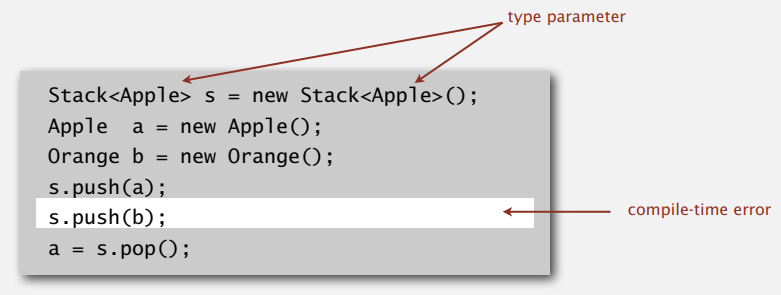 type parameter
Stack<Apple> s = new Stack<Apple>();
Apple  a = new Apple();
Orange b = new Orange();
s.push(a);
s.push(b);
compile-time error
a = s.pop();